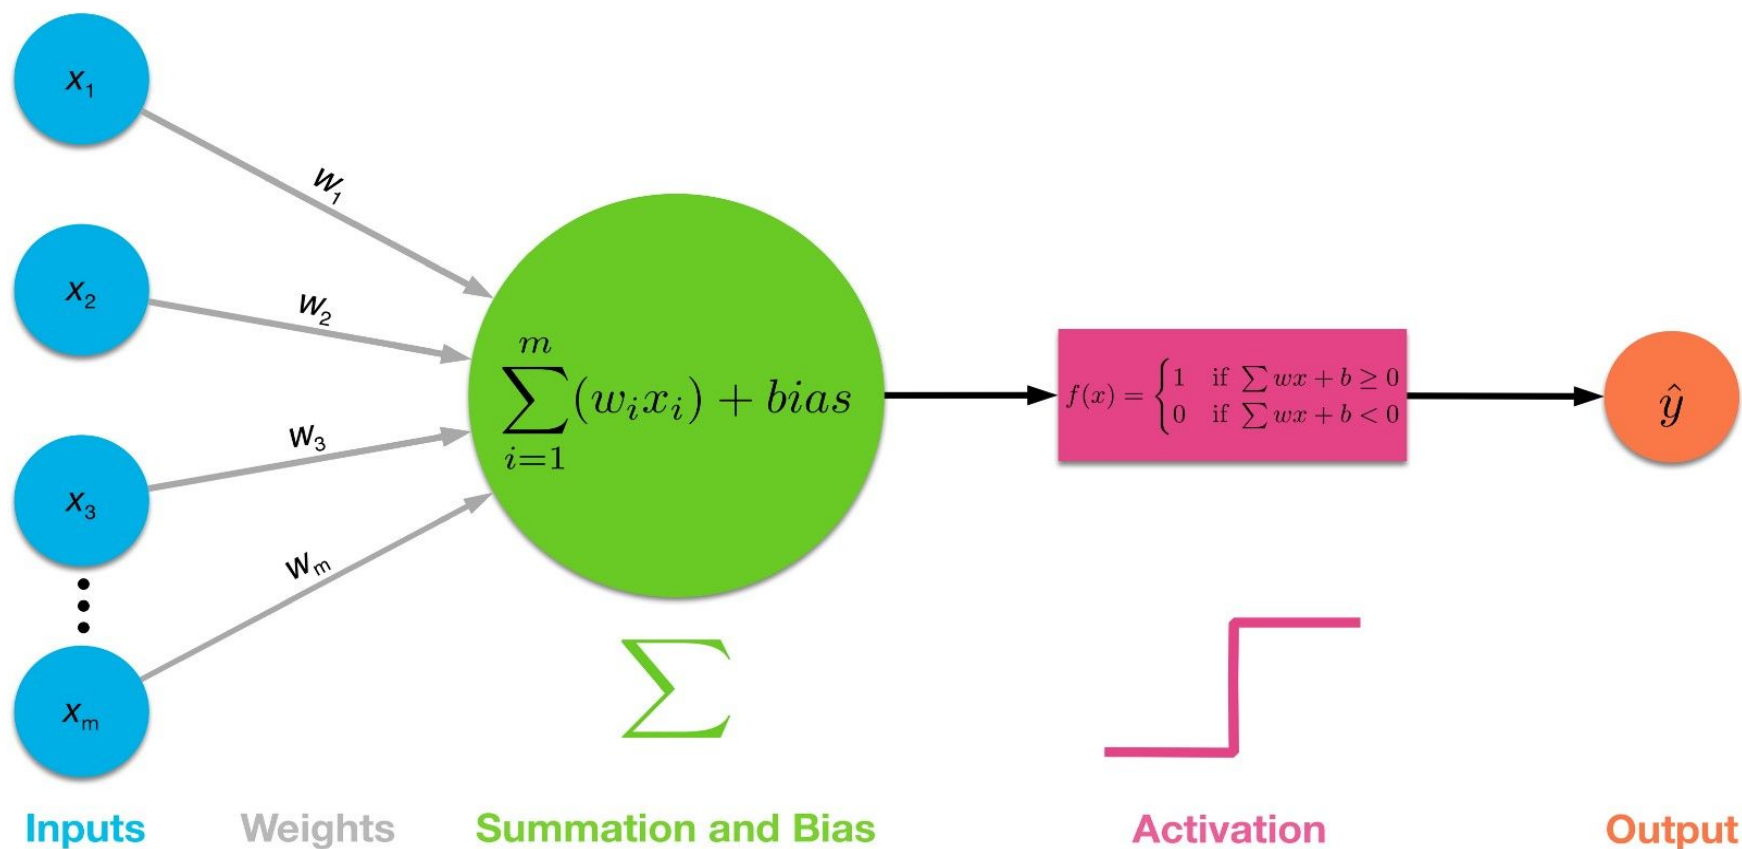 x₁
w₁
x₂
w₂
x₃
w₃
xₘ
wₘ
∑ᵢ₌₁ᵐ(wᵢxᵢ) + bias
f(x) = { 1 if ∑ wx + b ≥ 0
0 if ∑ wx + b < 0
ŷ
∑
Inputs Weights Summation and Bias Activation Output